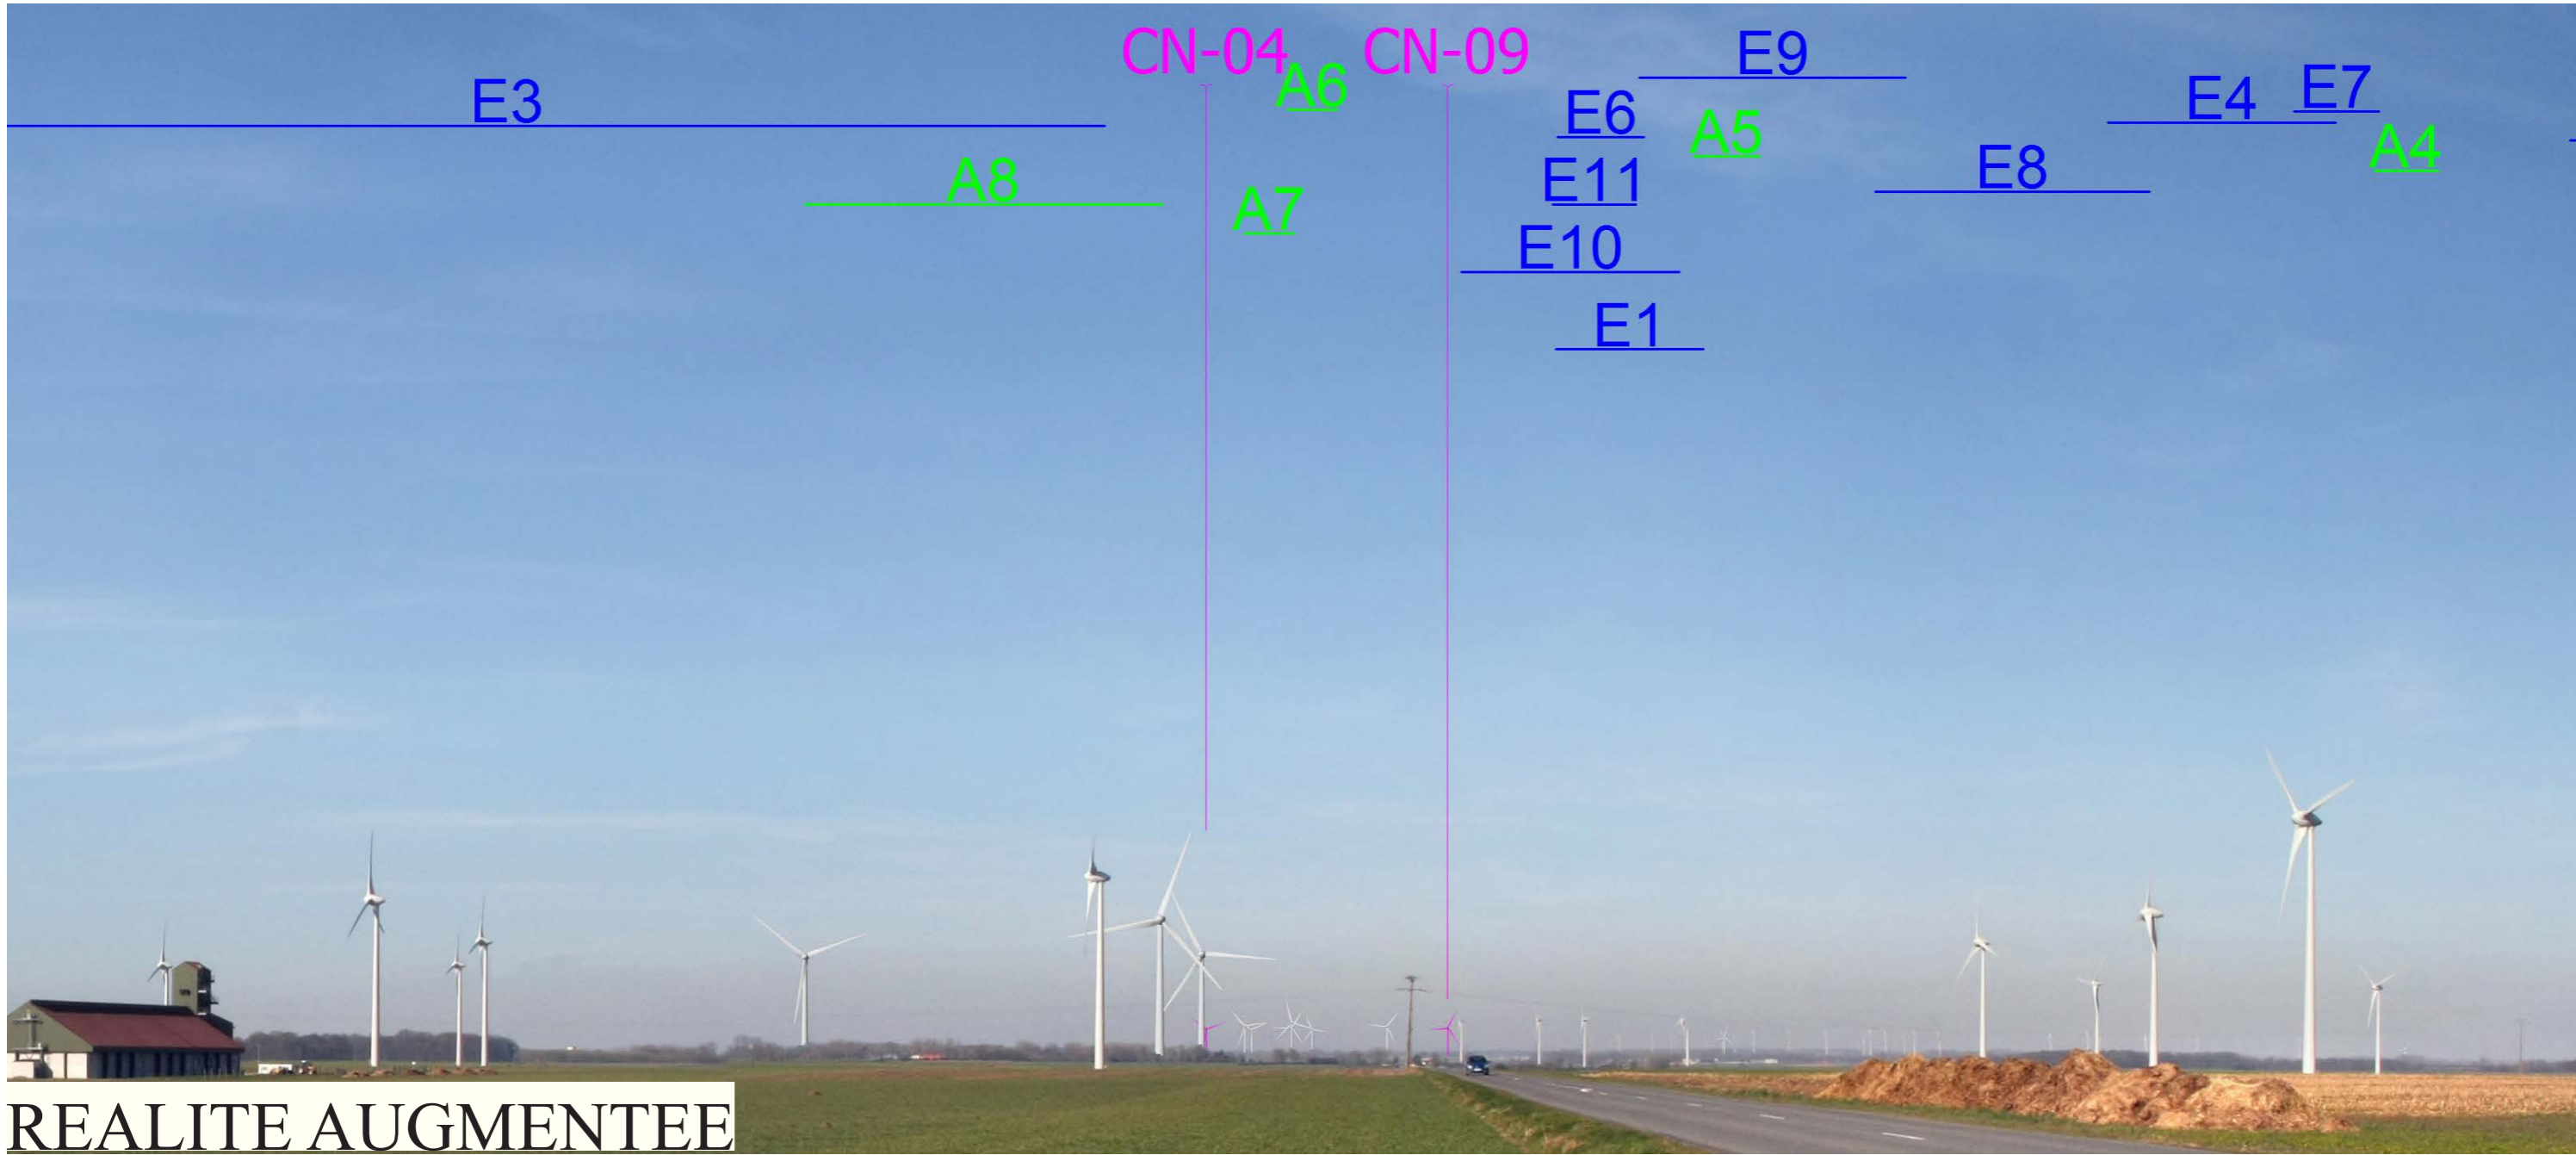 CN-04
CN-09
E9
E3
A6
E6
A5
E4
E7
A4
A8
A7
E11
E8
E10
E1
REALITE AUGMENTEE